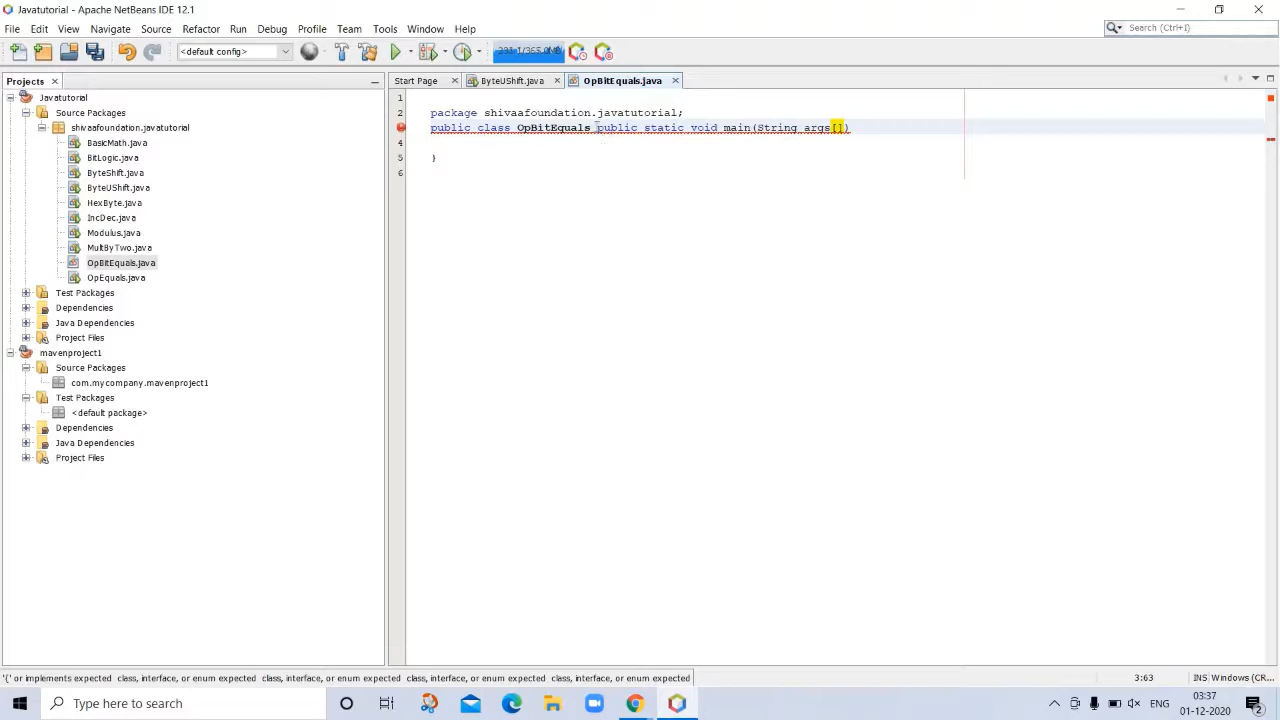 Javatutorial - Apache NetBeans IDE 12.1
File Edit View Navigate Source Refactor Run Debug Profile Team Tools Window Help
Search (Ctrl+I)
<default config>
Projects
Start Page ByteUShift.java OpBitEquals.java
Javatutorial
Source Packages
shivaafoundation.javatutorial
BasicMath.java
BitLogic.java
ByteShift.java
ByteUShift.java
HexByte.java
IncDec.java
Modulus.java
MultByTwo.java
OpBitEquals.java
OpEquals.java
Test Packages
Dependencies
Java Dependencies
Project Files
mavenproject1
Source Packages
com.mycompany.mavenproject1
Test Packages
<default package>
Dependencies
Java Dependencies
Project Files
1
2 package shivaafoundation.javatutorial;
public class OpBitEquals public static void main(String args[])
4
5 }
6
'{' or implements expected class, interface, or enum expected class, interface, or enum expected class, interface, or enum expected class, interface, or enum expected
3:63
INS Windows (CR...
Type here to search
ENG
03:37
01-12-2020
2